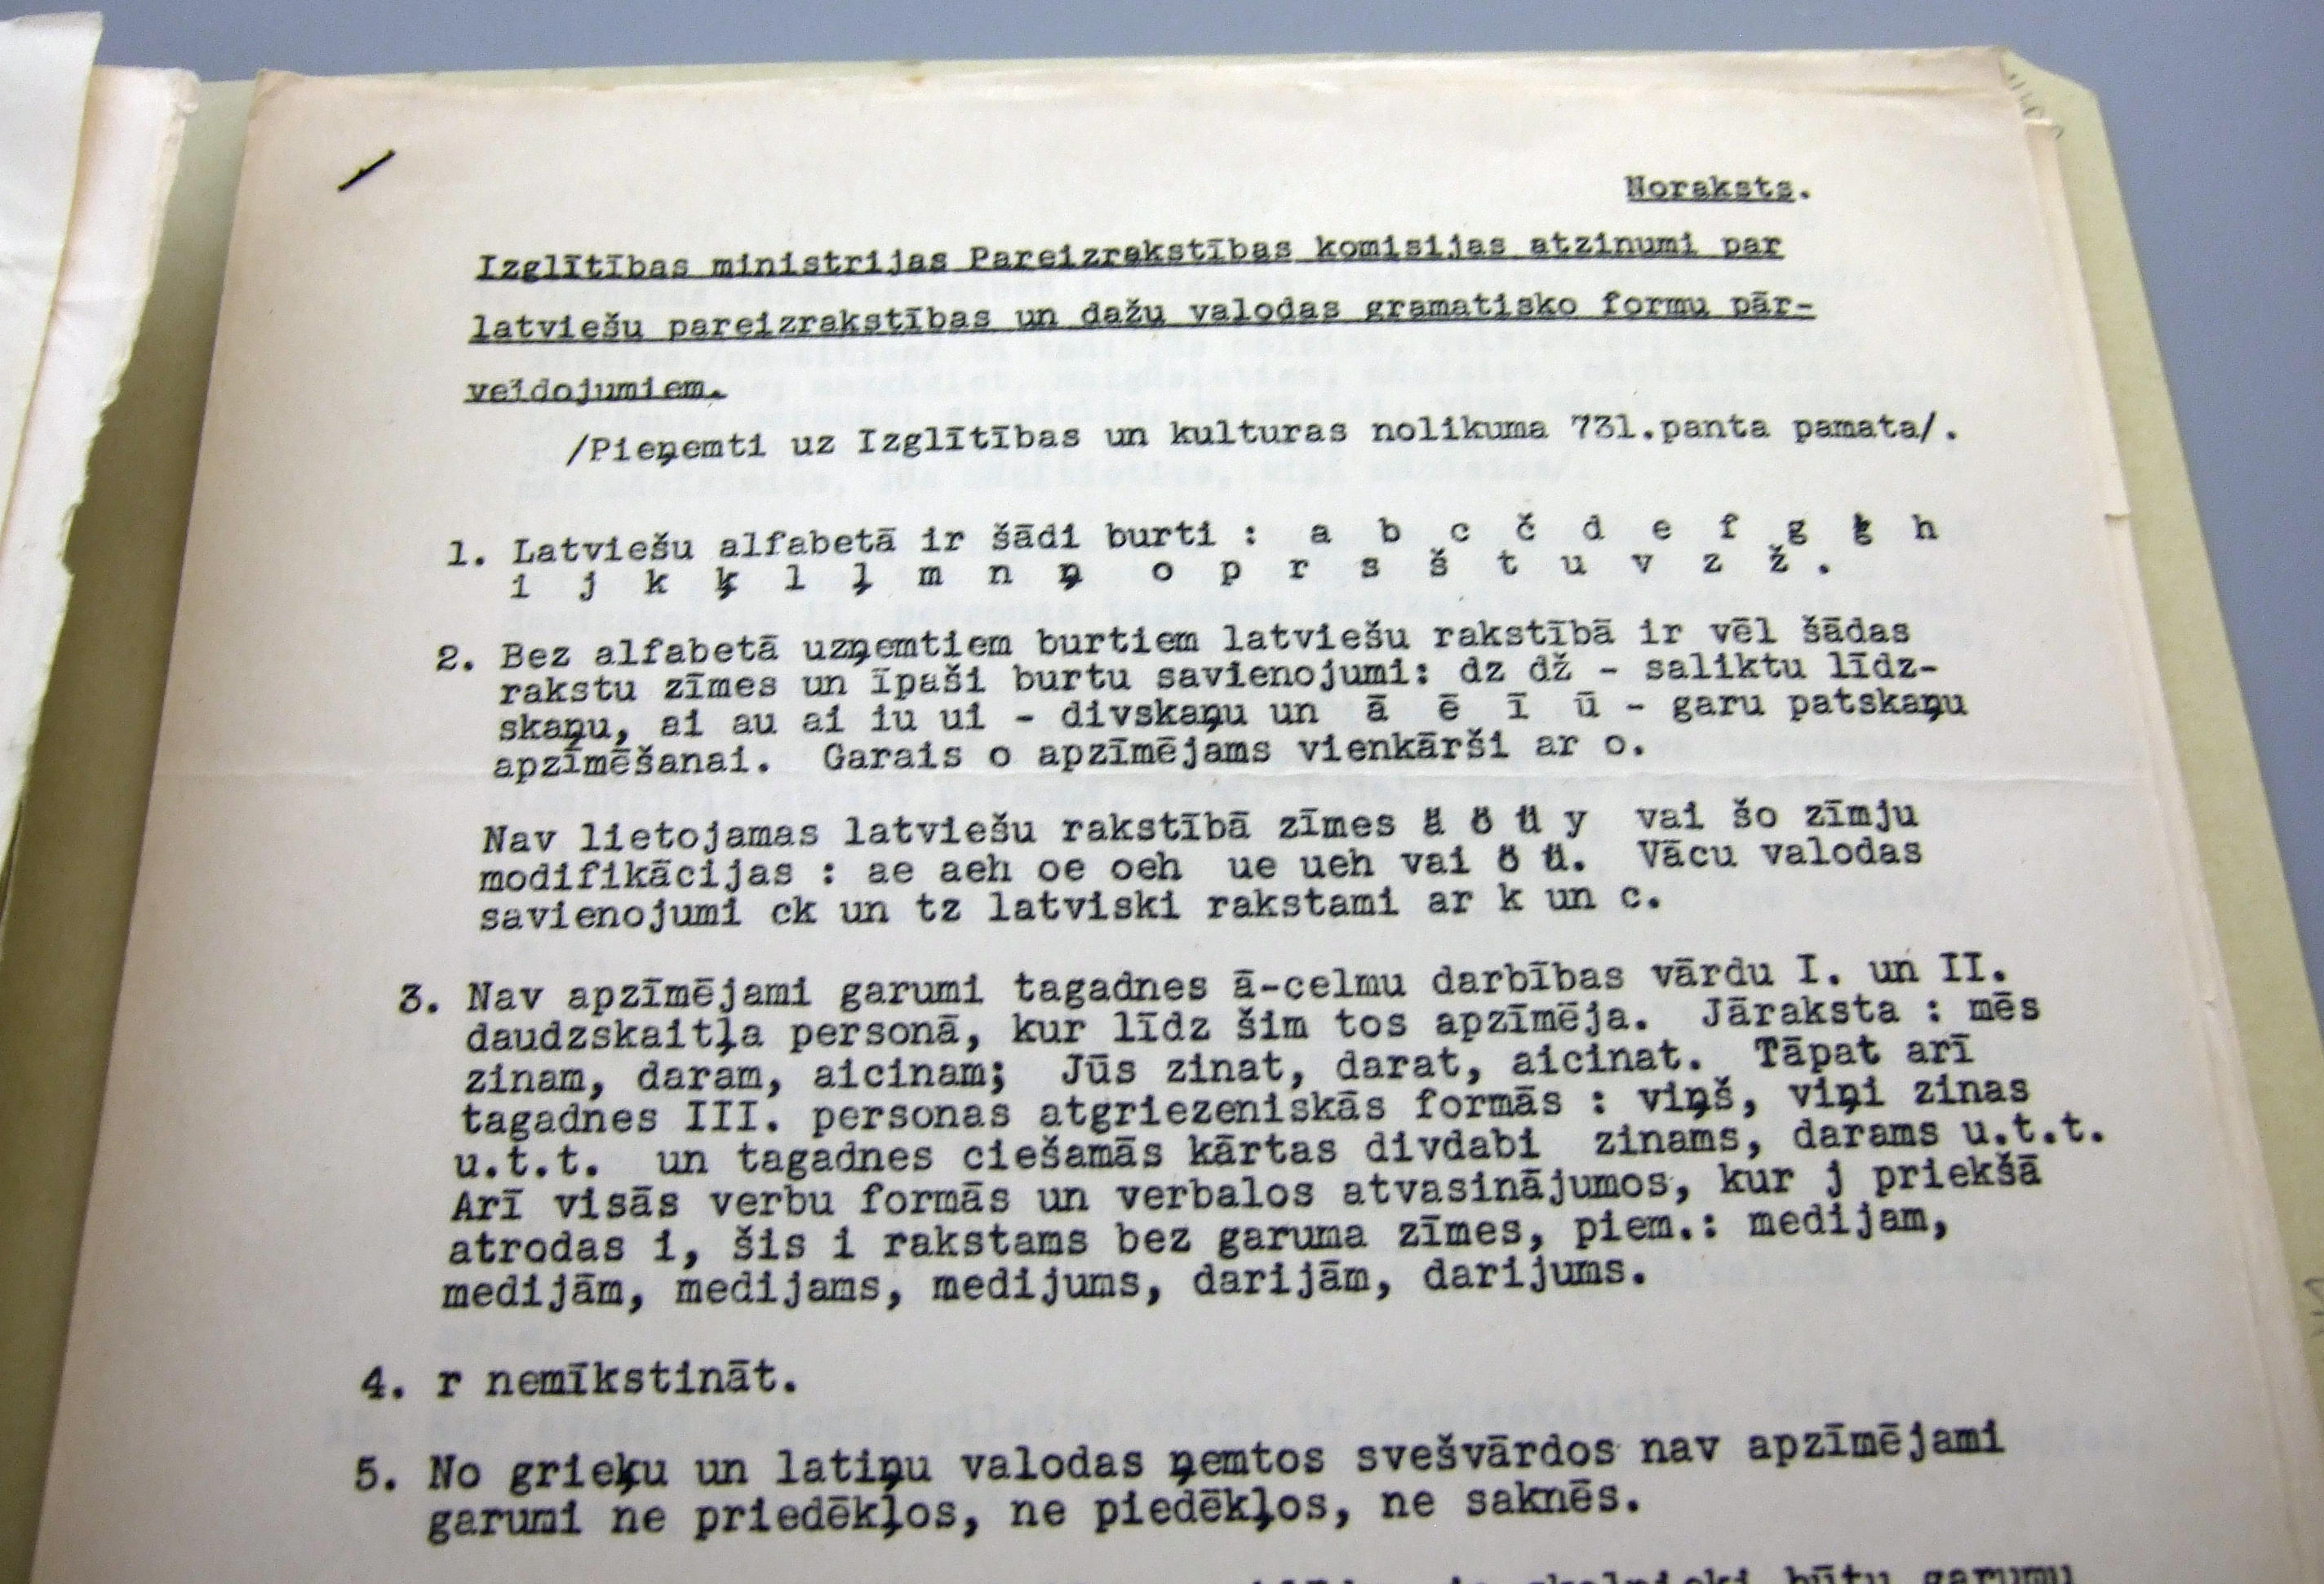 Noraksts.
Izglītības ministrijas Pareizrakstības komisijas atzinumi par
latviešu pareizrakstības un dažu valodas gramatisko formu pār-
veidojumiem.
/Pieņemti uz Izglītības un kulturas nolikuma 731.panta pamata/.
1. Latviešu alfabetā ir šādi burti : a b c č d e f g ģ h
i j k ķ l ļ m n ņ o p r s š t u v z ž .
2. Bez alfabetā uzņemtiem burtiem latviešu rakstībā ir vēl šādas
rakstu zīmes un īpaši burtu savienojumi: dz dž - saliktu līdz-
skaņu, ai au ai iu ui - divskaņu un ā ē ī ū - garu patskaņu
apzīmēšanai. Garais o apzīmējams vienkārši ar o.
Nav lietojamas latviešu rakstībā zīmes ä ö ü y vai šo zīmju
modifikācijas : ae aeh oe oeh ue ueh vai ö ü. Vācu valodas
savienojumi ck un tz latviski rakstami ar k un c.
3. Nav apzīmējami garumi tagadnes ā-celmu darbības vārdu I. un II.
daudzskaitļa personā, kur līdz šim tos apzīmēja. Jāraksta : mēs
zinam, daram, aicinam; Jūs zinat, darat, aicinat. Tāpat arī
tagadnes III. personas atgriezeniskās formās : viņš, viņi zinas
u.t.t. un tagadnes ciešamās kārtas divdabi zinams, darams u.t.t.
Arī visās verbu formās un verbalos atvasinājumos, kur j priekšā
atrodas i, šis i rakstams bez garuma zīmes, piem.: medijam,
medijām, medijams, medijums, darijām, darijums.
4. r nemīkstināt.
5. No grieķu un latiņu valodas ņemtos svešvārdos nav apzīmējami
garumi ne priedēkļos, ne piedēkļos, ne saknēs.
būtu garumu